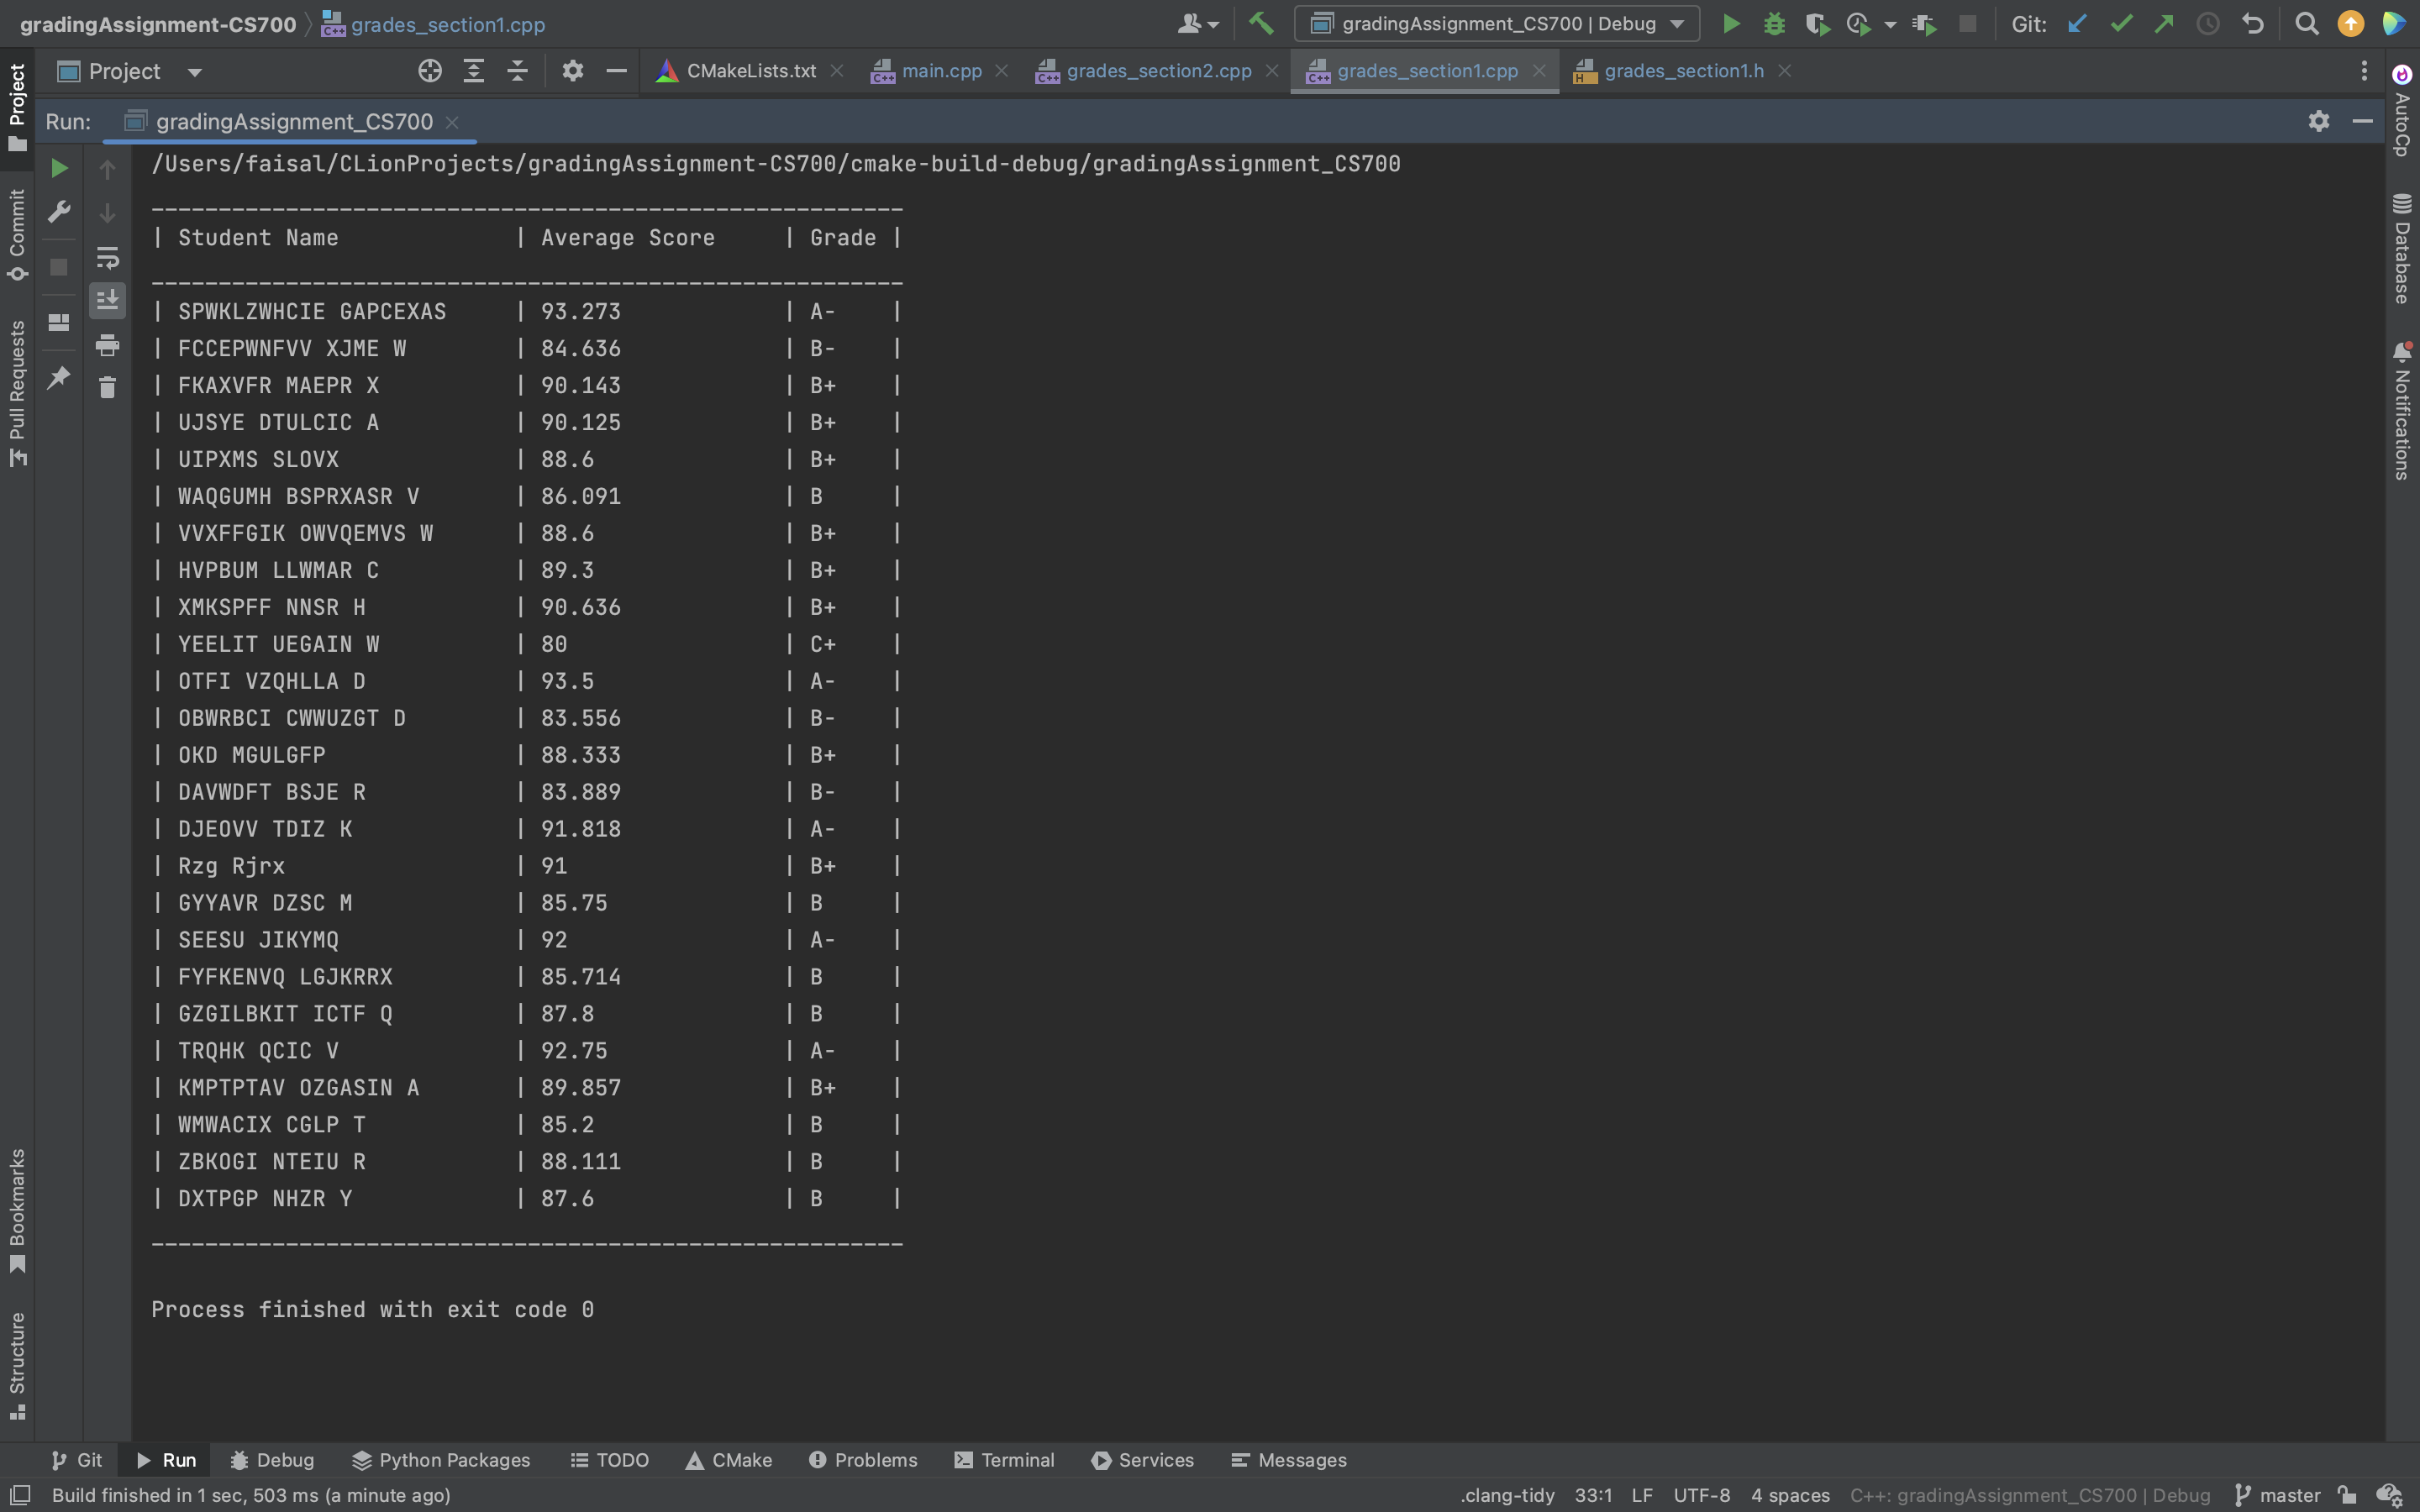 gradingAssignment-CS700 grades_section1.cpp gradingAssignment_CS700 | Debug Git:
Project CMakeLists.txt main.cpp grades_section2.cpp grades_section1.cpp grades_section1.h
Run: gradingAssignment_CS700
/Users/faisal/CLionProjects/gradingAssignment-CS700/cmake-build-debug/gradingAssignment_CS700
--------------------------------------------------------
| Student Name | Average Score | Grade |
--------------------------------------------------------
| SPWKLZWHCIE GAPCEXAS | 93.273 | A- |
| FCCEPWNFVV XJME W | 84.636 | B- |
| FKAXVFR MAEPR X | 90.143 | B+ |
| UJSYE DTULCIC A | 90.125 | B+ |
| UIPXMS SLOVX | 88.6 | B+ |
| WAQGUMH BSPRXASR V | 86.091 | B |
| VVXFFGIK OWVQEMVS W | 88.6 | B+ |
| HVPBUM LLWMAR C | 89.3 | B+ |
| XMKSPFF NNSR H | 90.636 | B+ |
| YEELIT UEGAIN W | 80 | C+ |
| OTFI VZQHLLA D | 93.5 | A- |
| OBWRBCI CWWUZGT D | 83.556 | B- |
| OKD MGULGFP | 88.333 | B+ |
| DAVWDFT BSJE R | 83.889 | B- |
| DJEOVV TDIZ K | 91.818 | A- |
| Rzg Rjrx | 91 | B+ |
| GYYAVR DZSC M | 85.75 | B |
| SEESU JIKYMQ | 92 | A- |
| FYFKENVQ LGJKRRX | 85.714 | B |
| GZGILBKIT ICTF Q | 87.8 | B |
| TRQHK QCIC V | 92.75 | A- |
| KMPTPTAV OZGASIN A | 89.857 | B+ |
| WMWACIX CGLP T | 85.2 | B |
| ZBKOGI NTEIU R | 88.111 | B |
| DXTPGP NHZR Y | 87.6 | B |
--------------------------------------------------------
Process finished with exit code 0
Project
Commit
Pull Requests
Bookmarks
Structure
AutoCp
Database
Notifications
Git Run Debug Python Packages TODO CMake Problems Terminal Services Messages
Build finished in 1 sec, 503 ms (a minute ago) .clang-tidy 33:1 LF UTF-8 4 spaces C++: gradingAssignment_CS700 | Debug master